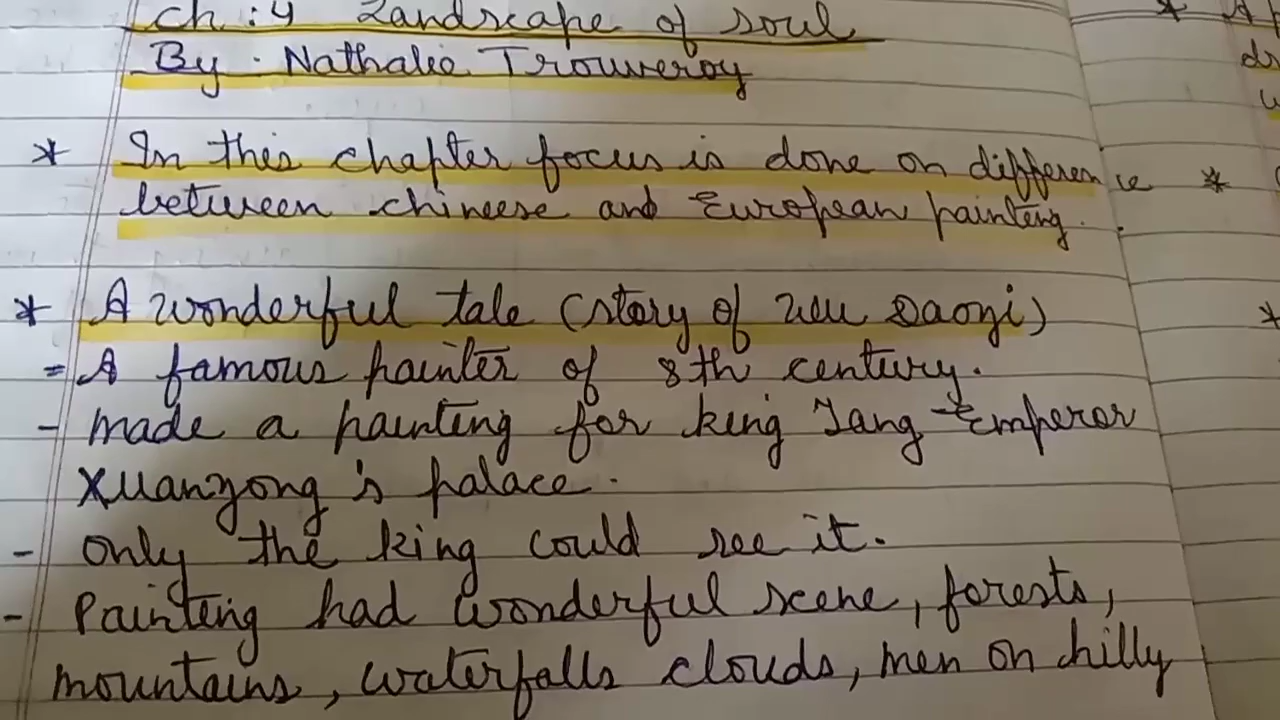 Ch: 4 Landscape of soul
By. Nathalie Trouveroy
* In this chapter focus is done on difference
between chineese and European painting.
* A wonderful tale (story of Wu Daozi)
= A famous painter of 8th century.
- made a painting for king Tang Emperor
Xuanzong's palace.
- only the king could see it.
- Painting had wonderful scene, forests,
mountains, waterfalls clouds, men on hilly